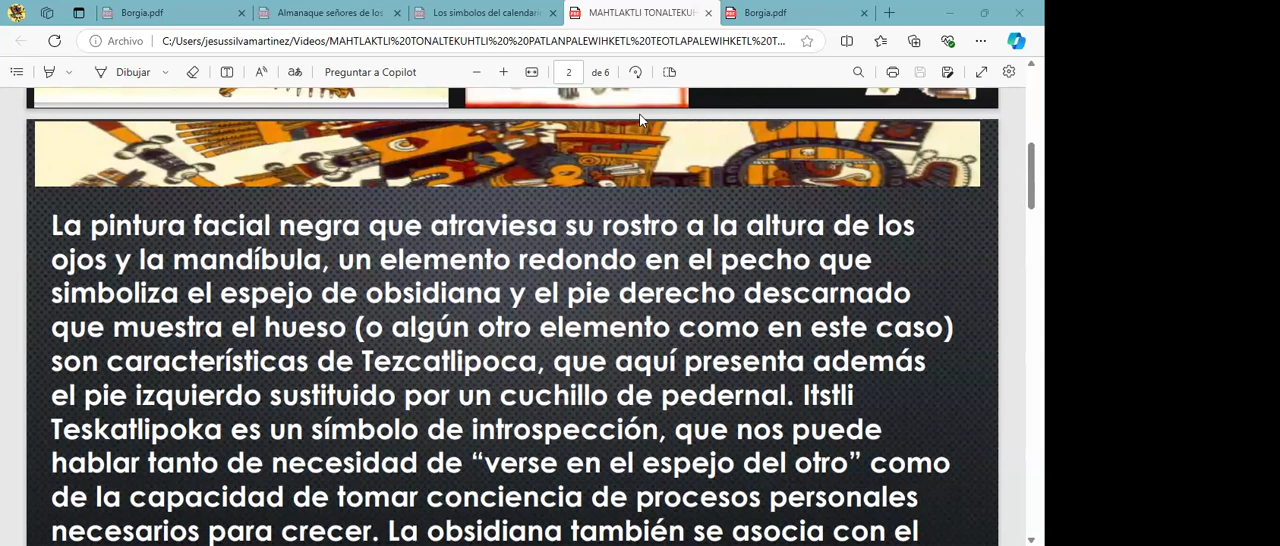 Borgia.pdf
Almanaque señores de los
Los simbolos del calendari
MAHTLAKTLI TONALTEKUH
Borgia.pdf
Archivo
C:/Users/jesussilvamartinez/Videos/MAHTLAKTLI%20TONALTEKUHTLI%20%20PATLANPALEWIHKETL%20TEOTLAPALEWIHKETL%20T...
Dibujar
Preguntar a Copilot
2
de 6
La pintura facial negra que atraviesa su rostro a la altura de los
ojos y la mandíbula, un elemento redondo en el pecho que
simboliza el espejo de obsidiana y el pie derecho descarnado
que muestra el hueso (o algún otro elemento como en este caso)
son características de Tezcatlipoca, que aquí presenta además
el pie izquierdo sustituido por un cuchillo de pedernal. Itstli
Teskatlipoka es un símbolo de introspección, que nos puede
hablar tanto de necesidad de “verse en el espejo del otro” como
de la capacidad de tomar conciencia de procesos personales
necesarios para crecer. La obsidiana también se asocia con el